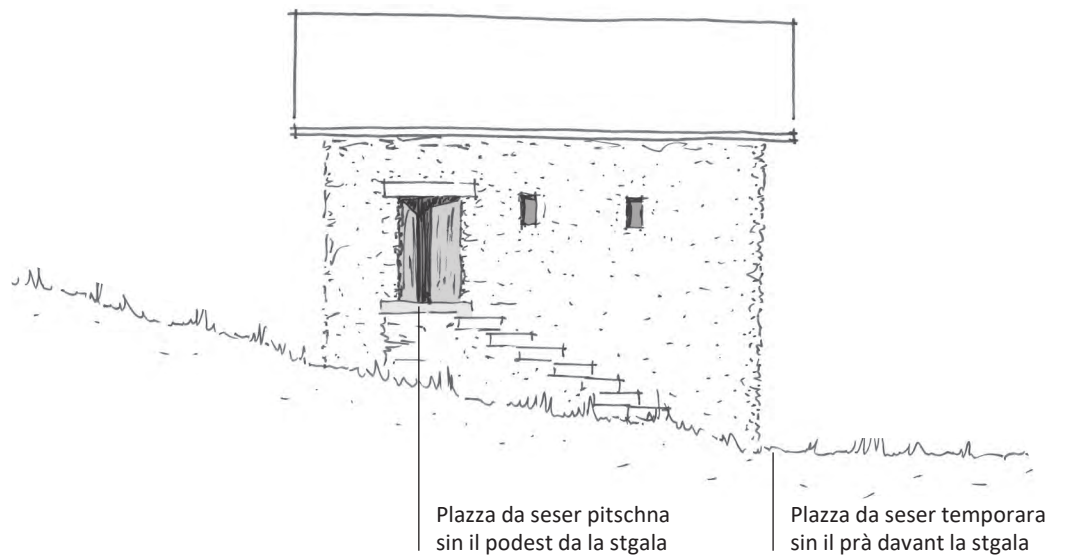 Plazza da seser pitschna
sin il podest da la stgala
Plazza da seser temporara
sin il prà davant la stgala